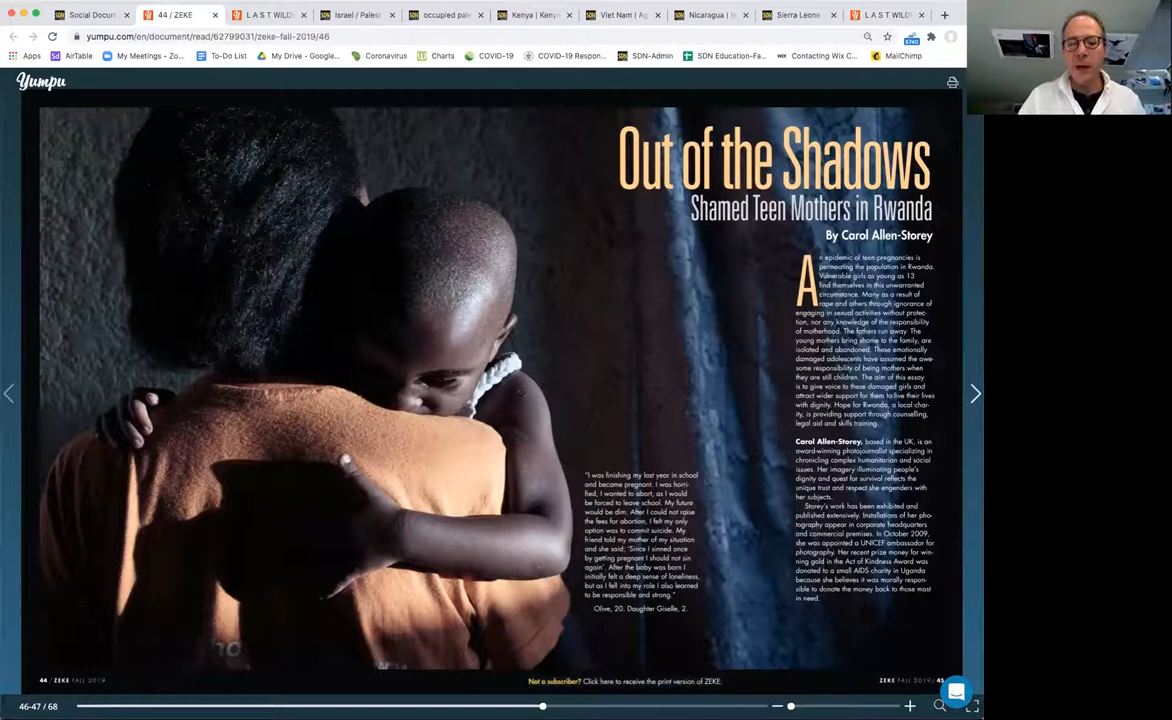 Social Docum
44 / ZEKE
L A S T WILD
Israel / Palest
occupied pale
Kenya | Kenya
Viet Nam | Ag
Nicaragua | Is
Sierra Leone
L A S T WILD
yumpu.com/en/document/read/62799031/zeke-fall-2019/46
Apps
AirTable
My Meetings - Zo...
To-Do List
My Drive - Google...
Coronavirus
Charts
COVID-19
COVID-19 Respon...
SDN-Admin
SDN Education-Fa...
Contacting Wix C...
MailChimp
Yumpu
Out of the Shadows
Shamed Teen Mothers in Rwanda
By Carol Allen-Storey
An epidemic of teen pregnancies is
permeating the population in Rwanda.
Vulnerable girls as young as 13
find themselves in this unwarranted
circumstance. Many as a result of
rape and others through ignorance of
engaging in sexual activities without protec-
tion, nor any knowledge of the responsibility
of motherhood. The fathers run away. The
young mothers bring shame to the family, are
isolated and abandoned. These emotionally
damaged adolescents have assumed the awe-
some responsibility of being mothers when
they are still children. The aim of this essay
is to give voice to these damaged girls and
attract wider support for them to live their lives
with dignity. Hope for Rwanda, a local char-
ity, is providing support through counselling,
legal aid and skills training.
Carol Allen-Storey, based in the UK, is an
award-winning photojournalist specializing in
chronicling complex humanitarian and social
issues. Her imagery illuminating people's
dignity and quest for survival reflects the
unique trust and respect she engenders with
her subjects.
Storey's work has been exhibited and
published extensively. Installations of her pho-
tography appear in corporate headquarters
and commercial premises. In October 2009,
she was appointed a UNICEF ambassador for
photography. Her recent prize money for win-
ning gold in the Act of Kindness Award was
donated to a small AIDS charity in Uganda
because she believes it was morally respon-
sible to donate the money back to those most
in need.
"I was finishing my last year in school
and became pregnant. I was horri-
fied, I wanted to abort, as I would
be forced to leave school. My future
would be dim. After I could not raise
the fees for abortion, I felt my only
option was to commit suicide. My
friend told my mother of my situation
and she said; 'Since I sinned once
by getting pregnant I should not sin
again'. After the baby was born I
initially felt a deep sense of loneliness,
but as I fell into my role I also learned
to be responsible and strong."
Olive, 20. Daughter Giselle, 2.
44 / ZEKE FALL 2019
Not a subscriber? Click here to receive the print version of ZEKE.
ZEKE FALL 2019/ 45
46-47 / 68